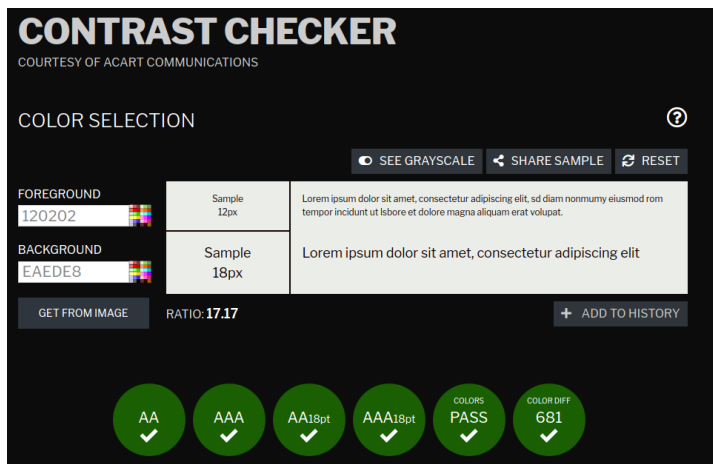 CONTRAST CHECKER
COURTESY OF ACART COMMUNICATIONS
COLOR SELECTION
SEE GRAYSCALE
SHARE SAMPLE
RESET
FOREGROUND
120202
BACKGROUND
EAEDE8
GET FROM IMAGE
Sample
12px
Lorem ipsum dolor sit amet, consectetur adipiscing elit, sd diam nonmumy eiusmod rom
tempor incidunt ut lsbore et dolore magna aliquam erat volupat.
Sample
18px
Lorem ipsum dolor sit amet, consectetur adipiscing elit
RATIO: 17.17
+ ADD TO HISTORY
AA
AAA
AA18pt
AAA18pt
COLORS
PASS
COLOR DIFF
681